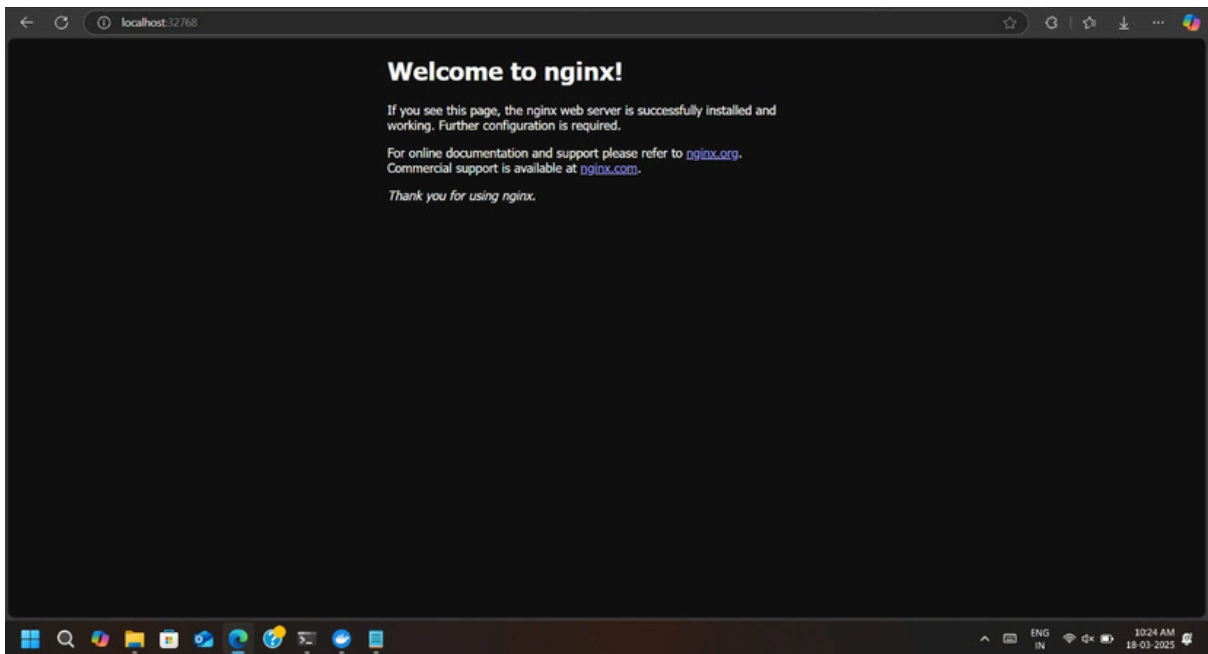 localhost:32768
Welcome to nginx!
If you see this page, the nginx web server is successfully installed and
working. Further configuration is required.
For online documentation and support please refer to nginx.org.
Commercial support is available at nginx.com.
Thank you for using nginx.
ENG
IN
10:24 AM
18-03-2025